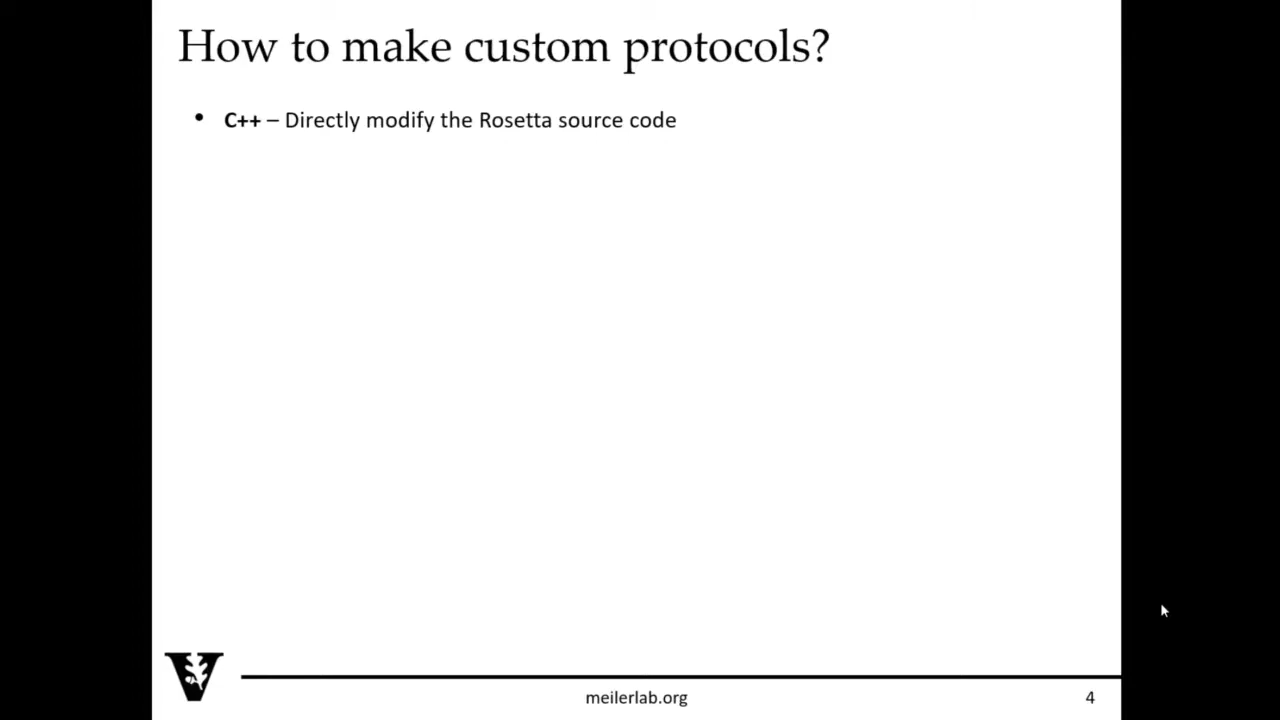 How to make custom protocols?
• C++ – Directly modify the Rosetta source code
V
meilerlab.org
4